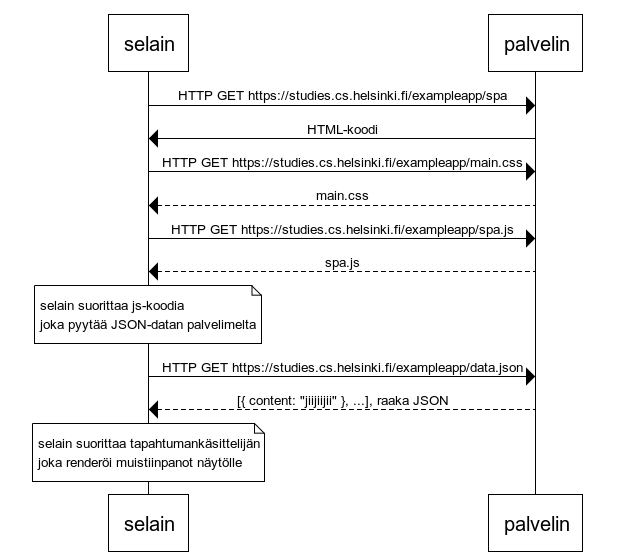 selain
palvelin
HTTP GET https://studies.cs.helsinki.fi/exampleapp/spa
HTML-koodi
HTTP GET https://studies.cs.helsinki.fi/exampleapp/main.css
main.css
HTTP GET https://studies.cs.helsinki.fi/exampleapp/spa.js
spa.js
selain suorittaa js-koodia
joka pyytää JSON-datan palvelimelta
HTTP GET https://studies.cs.helsinki.fi/exampleapp/data.json
[{ content: "jiijiijii" }, ...], raaka JSON
selain suorittaa tapahtumankäsittelijän
joka renderöi muistiinpanot näytölle
selain
palvelin